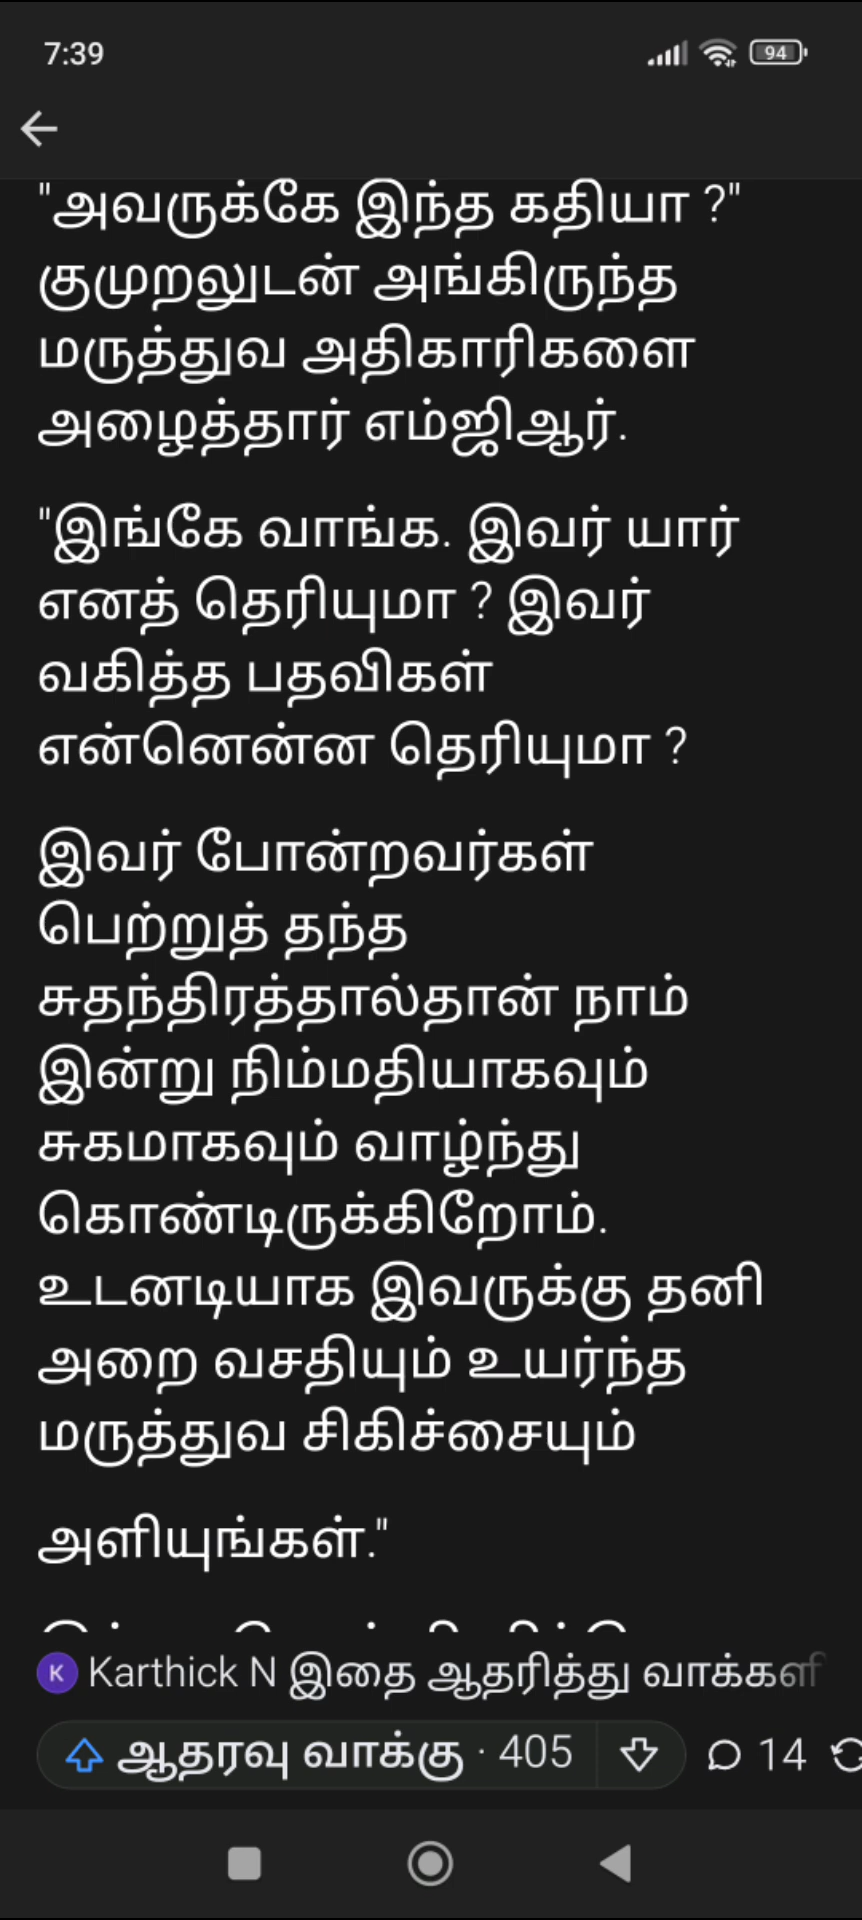 7:39
94
"அவருக்கே இந்த கதியா ?"
குமுறலுடன் அங்கிருந்த
மருத்துவ அதிகாரிகளை
அழைத்தார் எம்ஜிஆர்.
"இங்கே வாங்க. இவர் யார்
எனத் தெரியுமா ? இவர்
வகித்த பதவிகள்
என்னென்ன தெரியுமா ?
இவர் போன்றவர்கள்
பெற்றுத் தந்த
சுதந்திரத்தால்தான் நாம்
இன்று நிம்மதியாகவும்
சுகமாகவும் வாழ்ந்து
கொண்டிருக்கிறோம்.
உடனடியாக இவருக்கு தனி
அறை வசதியும் உயர்ந்த
மருத்துவ சிகிச்சையும்
அளியுங்கள்."
K Karthick N இதை ஆதரித்து
ஆதரவு வாக்கு · 405 14